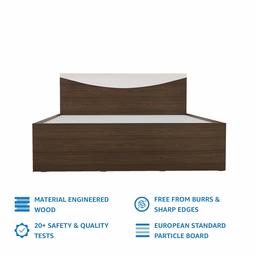 MATERIAL ENGINEERED
WOOD
FREE FROM BURRS &
SHARP EDGES
20+ SAFETY & QUALITY
TESTS
EUROPEAN STANDARD
PARTICLE BOARD